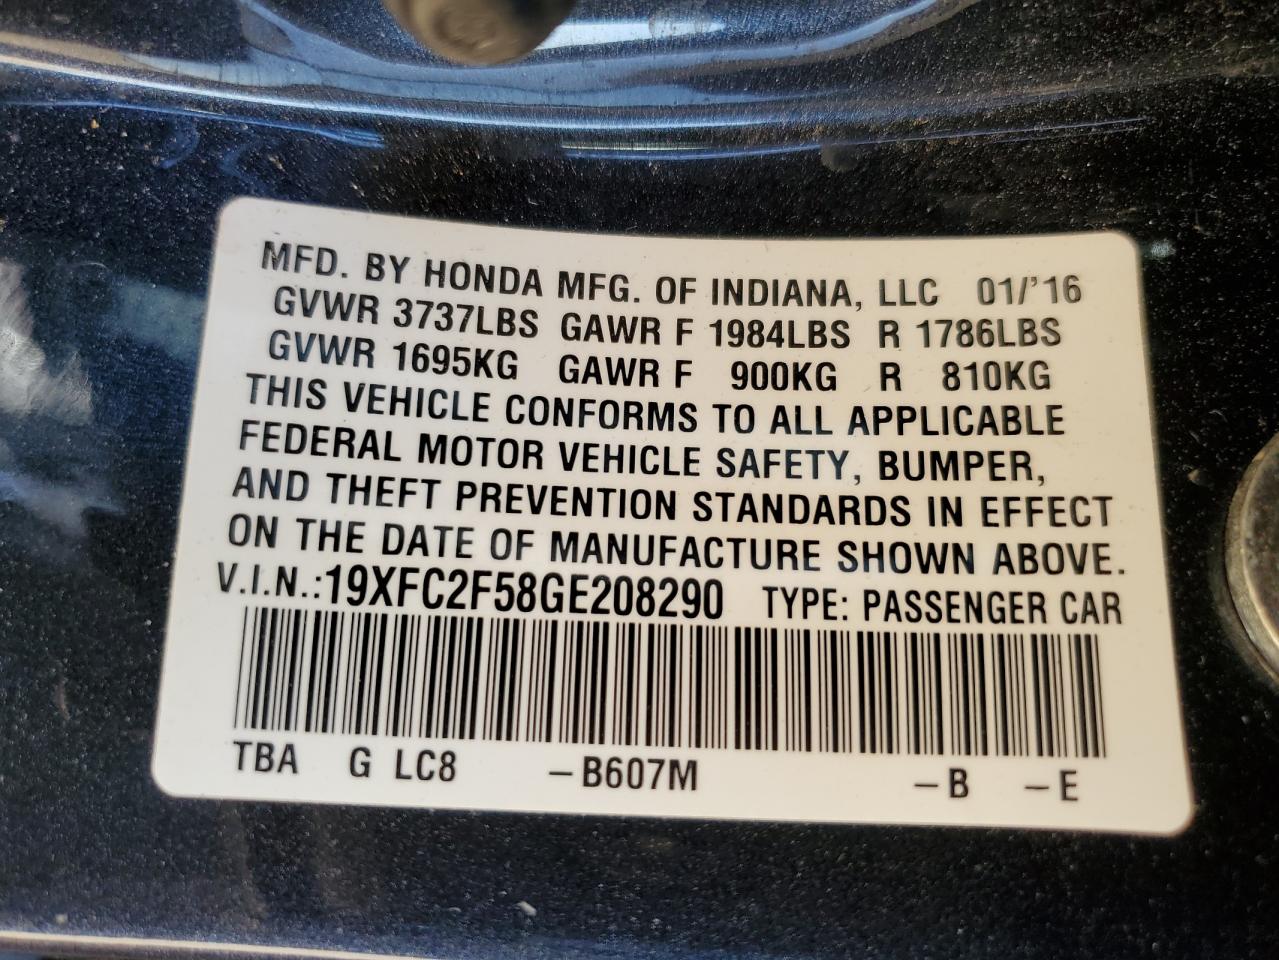 MFD. BY HONDA MFG. OF INDIANA, LLC 01/'16
GVWR 3737LBS GAWR F 1984LBS R 1786LBS
GVWR 1695KG GAWR F 900KG R 810KG
THIS VEHICLE CONFORMS TO ALL APPLICABLE
FEDERAL MOTOR VEHICLE SAFETY, BUMPER,
AND THEFT PREVENTION STANDARDS IN EFFECT
ON THE DATE OF MANUFACTURE SHOWN ABOVE.
V.I.N.:19XFC2F58GE208290 TYPE: PASSENGER CAR
TBA G LC8 –B607M –B –E